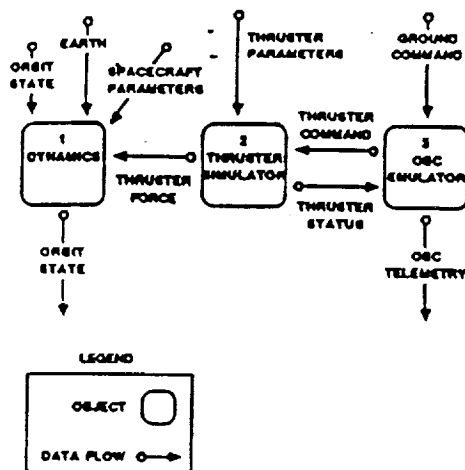 EARTH
ORBIT
STATE
SPACECRAFT
PARAMETERS
THRUSTER
PARAMETERS
GROUND
COMMAND
1
DYNAMICS
THRUSTER
FORCE
2
THRUSTER
EMULATOR
THRUSTER
COMMAND
THRUSTER
STATUS
3
OBC
EMULATOR
ORBIT
STATE
OBC
TELEMETRY
LEGEND
OBJECT
DATA FLOW